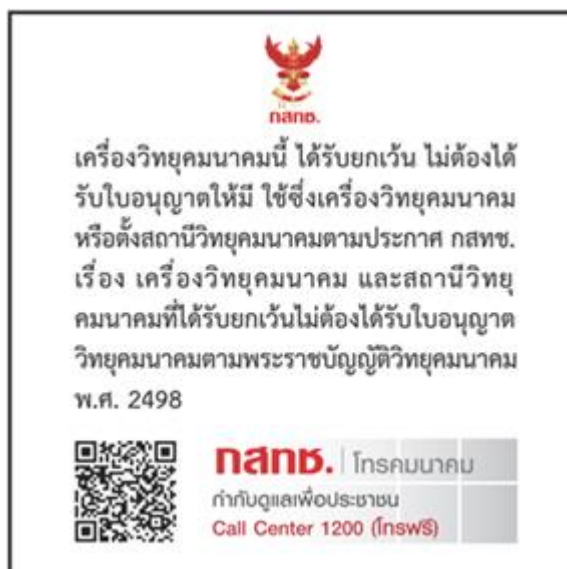 กสทช.
เครื่องวิทยุคมนาคมนี้ ได้รับยกเว้น ไม่ต้องได้
รับใบอนุญาตให้มี ใช้ซึ่งเครื่องวิทยุคมนาคม
หรือตั้งสถานีวิทยุคมนาคมตามประกาศ กสทช.
เรื่อง เครื่องวิทยุคมนาคม และสถานีวิทยุ
คมนาคมที่ได้รับยกเว้นไม่ต้องได้รับใบอนุญาต
วิทยุคมนาคมตามพระราชบัญญัติวิทยุคมนาคม
พ.ศ. 2498
กสทช. | โทรคมนาคม
กำกับดูแลเพื่อประชาชน
Call Center 1200 (โทรฟรี)